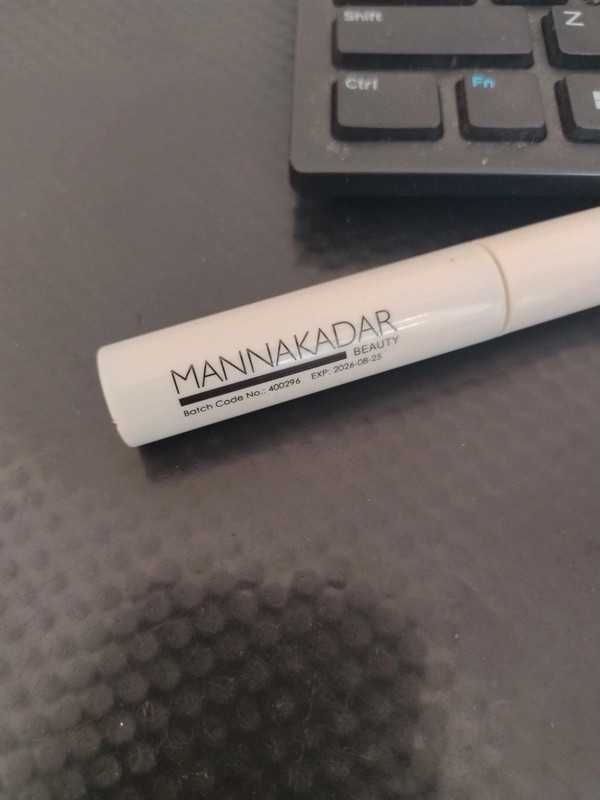 Shift
Z
Ctrl
Fn
MANNAKADAR
BEAUTY
Batch Code No.: 400296 EXP: 2026-08-25